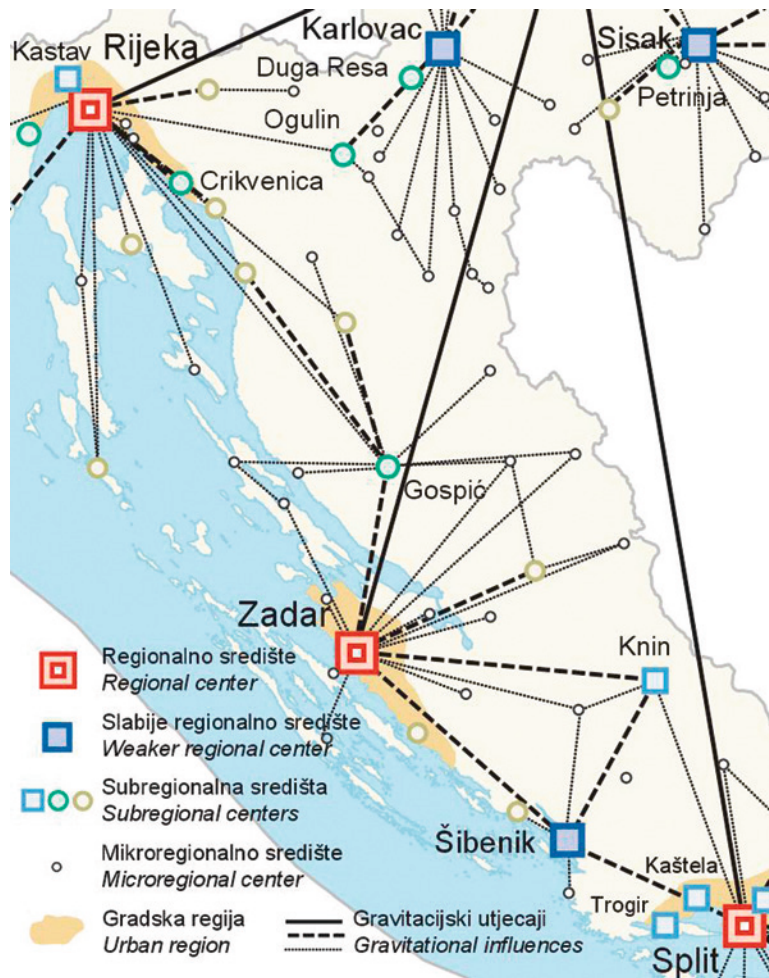 Kastav
Rijeka
Karlovac
Duga Resa
Sisak
Petrinja
Ogulin
Crikvenica
Gospić
Zadar
Knin
Šibenik
Kaštela
Trogir
Split
Regionalno središte
Regional center
Slabije regionalno središte
Weaker regional center
Subregionalna središta
Subregional centers
Mikroregionalno središte
Microregional center
Gradska regija
Urban region
Gravitacijski utjecaji
Gravitational influences